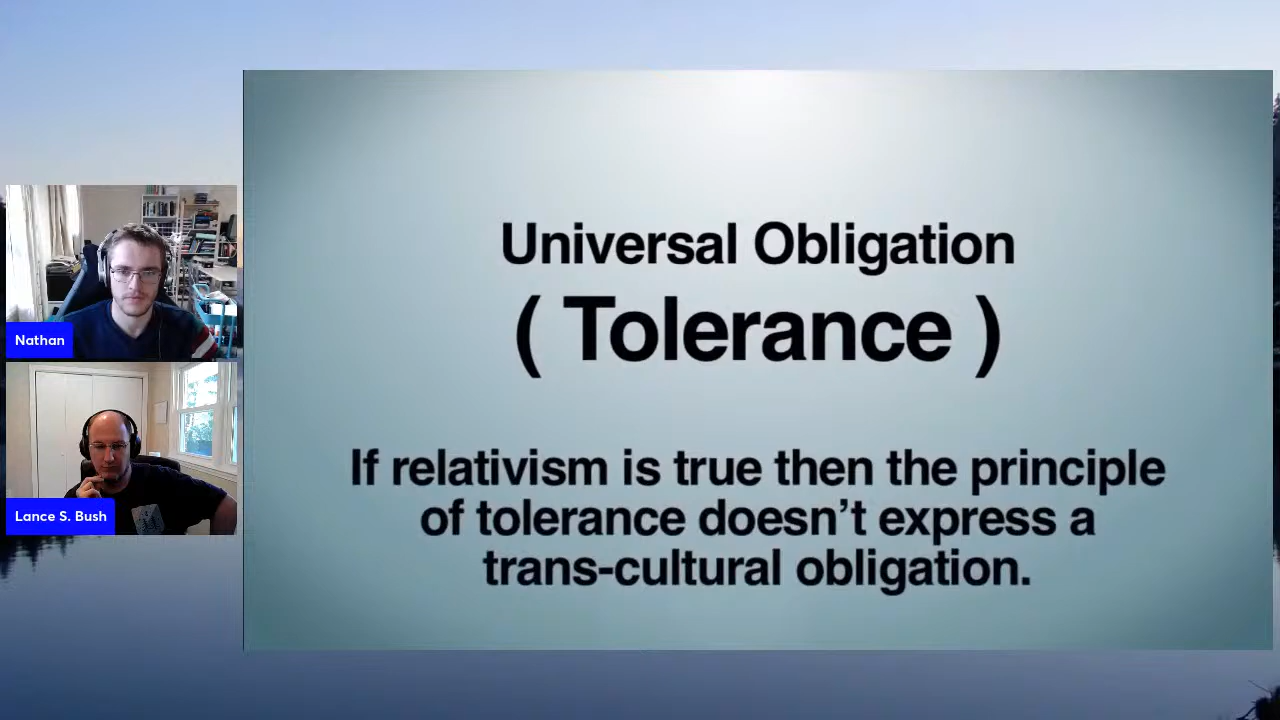 Universal Obligation
( Tolerance )
If relativism is true then the principle
of tolerance doesn’t express a
trans-cultural obligation.
Nathan
Lance S. Bush